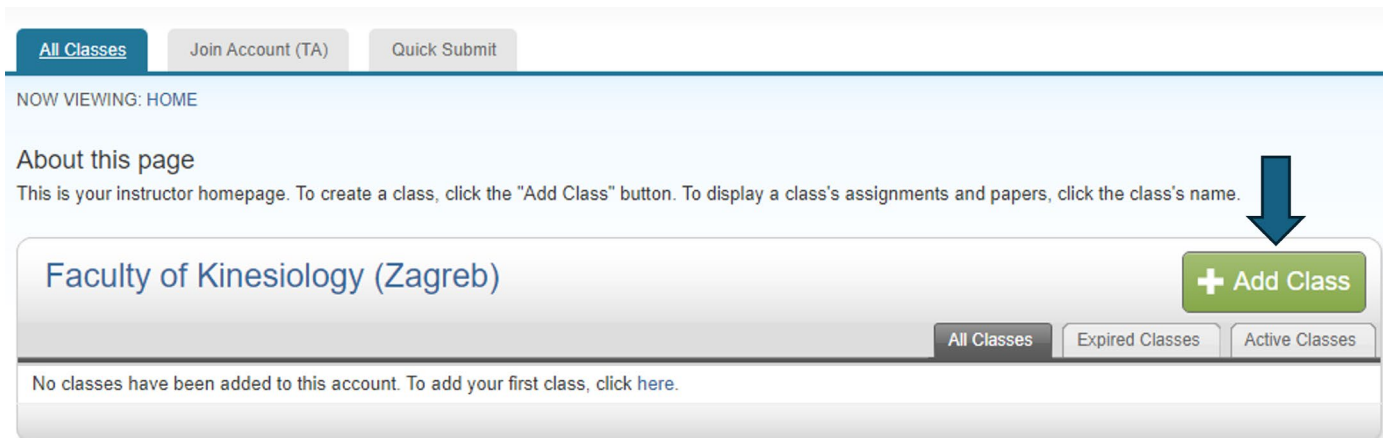 All Classes Join Account (TA) Quick Submit
NOW VIEWING: HOME
About this page
This is your instructor homepage. To create a class, click the "Add Class" button. To display a class's assignments and papers, click the class's name.
Faculty of Kinesiology (Zagreb)
Add Class
All Classes Expired Classes Active Classes
No classes have been added to this account. To add your first class, click here.